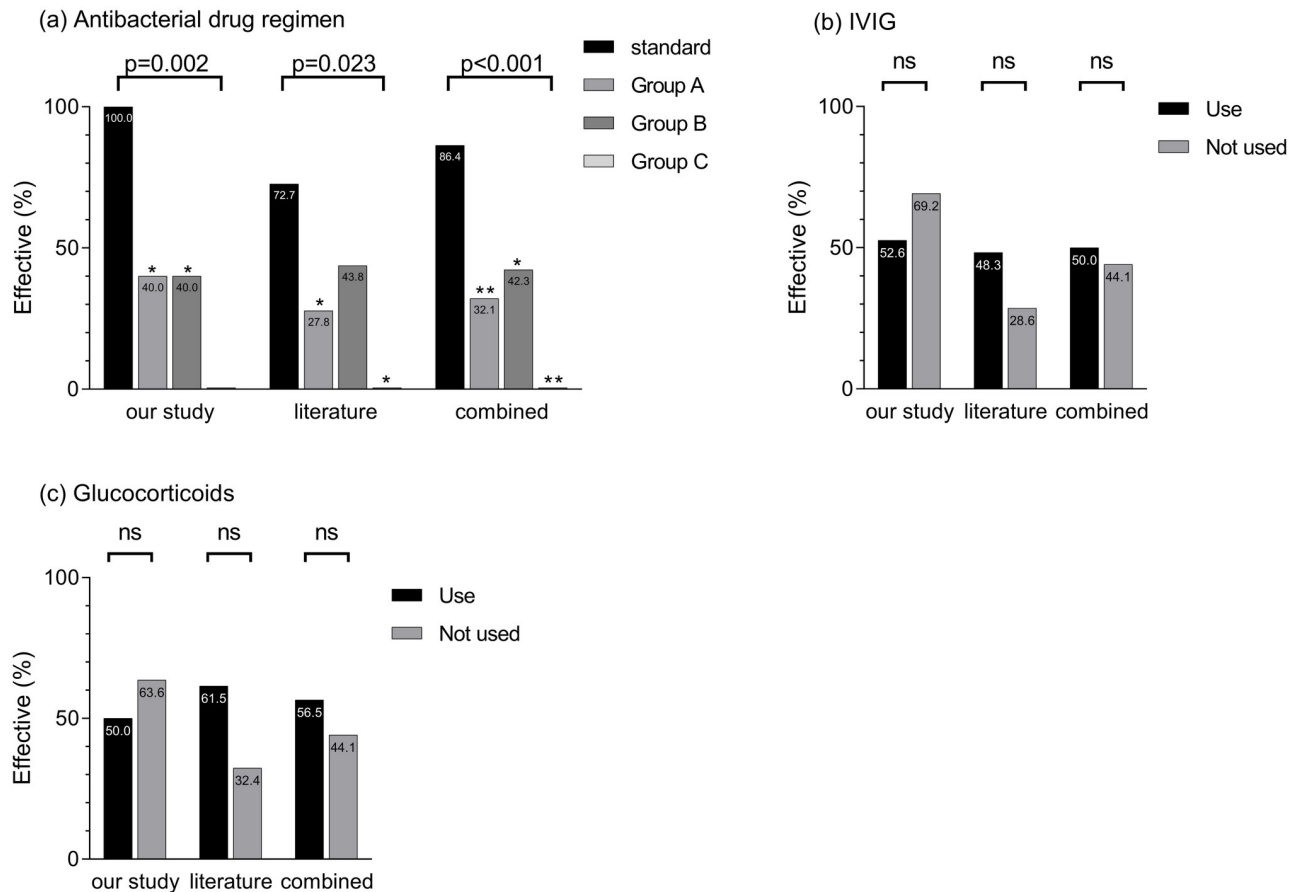 (a) Antibacterial drug regimen
p=0.002 p=0.023 p<0.001
standard
Group A
Group B
Group C
Effective (%)
100
50
0
100.0
40.0
40.0
*
*
72.7
27.8
43.8
*
*
86.4
32.1
42.3
**
*
**
our study literature combined
(b) IVIG
ns ns ns
Use
Not used
Effective (%)
100
50
0
52.6
69.2
48.3
28.6
50.0
44.1
our study literature combined
(c) Glucocorticoids
ns ns ns
Use
Not used
Effective (%)
100
50
0
50.0
63.6
61.5
32.4
56.5
44.1
our study literature combined